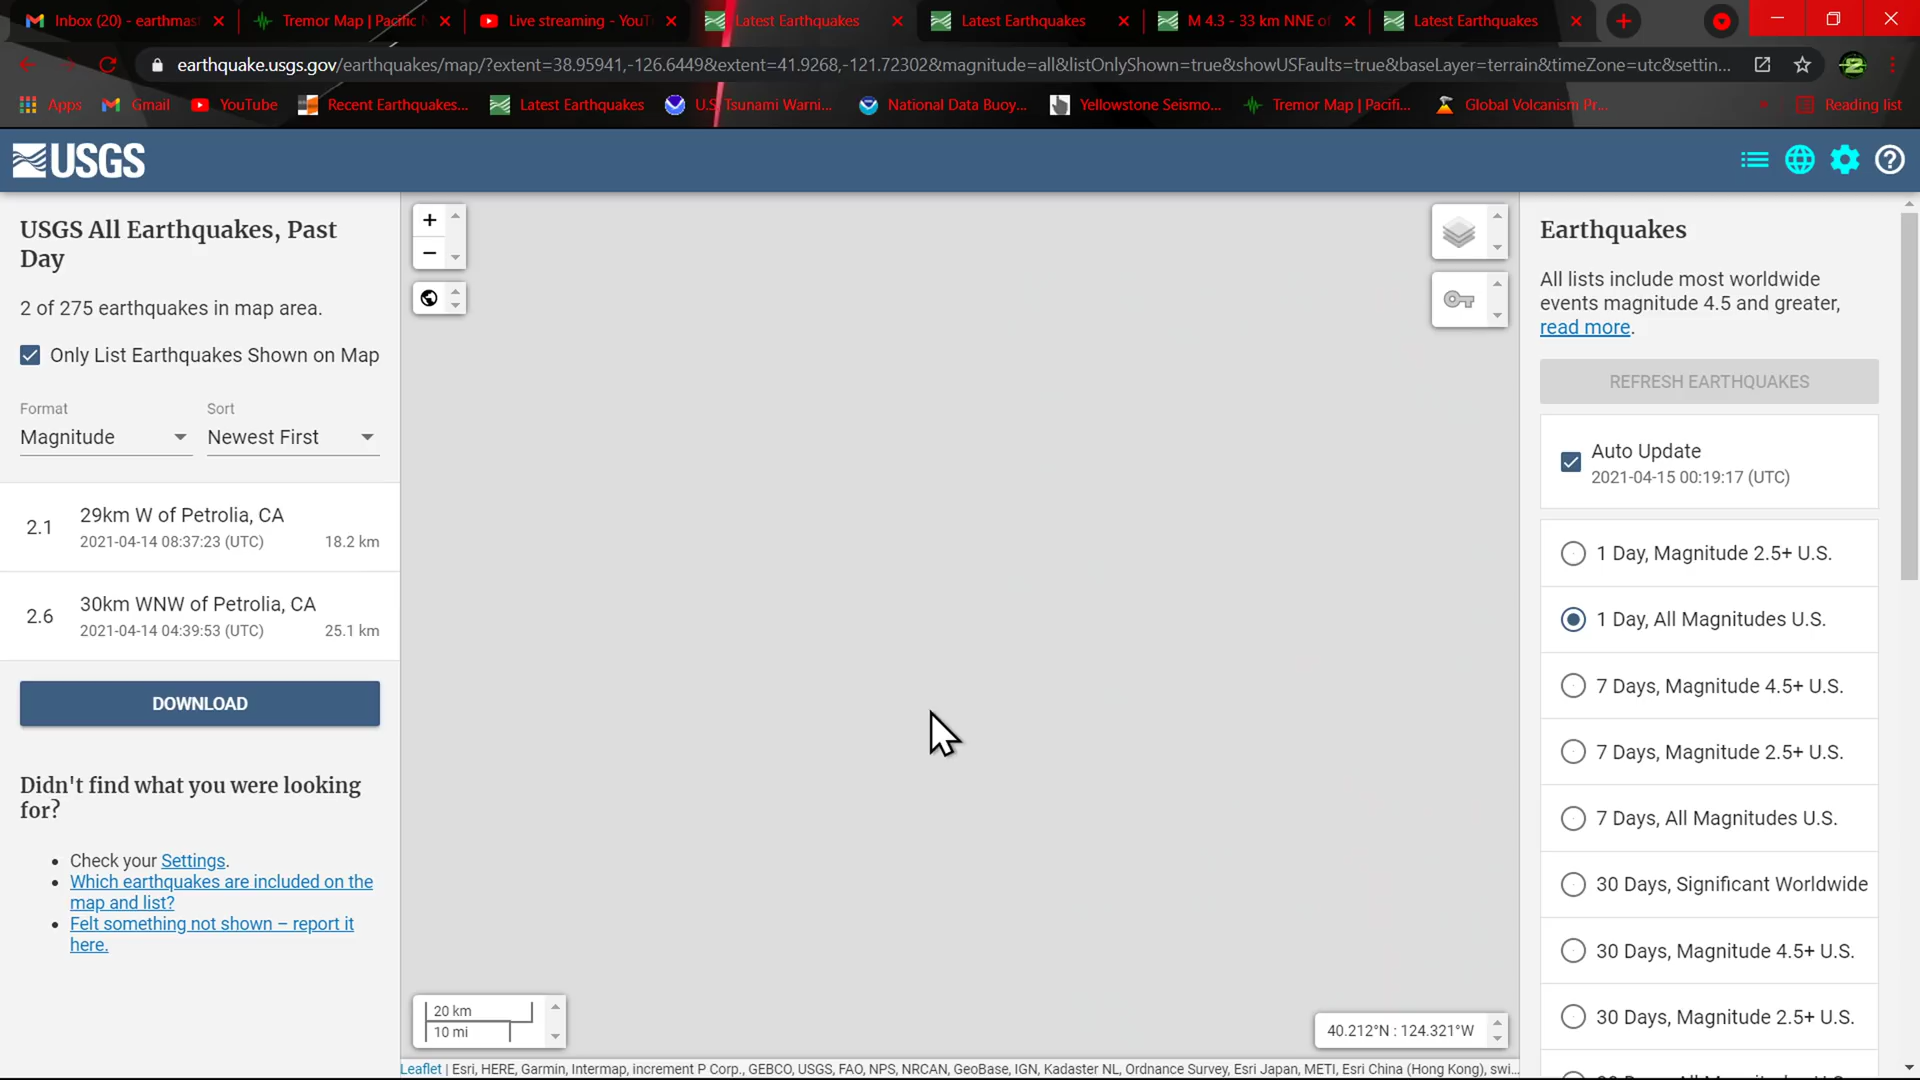 Inbox (20) - earthmast
Tremor Map | Pacific N
Live streaming - YouT
Latest Earthquakes
Latest Earthquakes
M 4.3 - 33 km NNE of
Latest Earthquakes
earthquake.usgs.gov/earthquakes/map/?extent=38.95941,-126.6449&extent=41.9268,-121.72302&magnitude=all&listOnlyShown=true&showUSFaults=true&baseLayer=terrain&timeZone=utc&settin...
Apps
Gmail
YouTube
Recent Earthquakes...
Latest Earthquakes
U.S. Tsunami Warni...
National Data Buoy...
Yellowstone Seismo...
Tremor Map | Pacifi...
Global Volcanism Pr...
Reading list
USGS
USGS All Earthquakes, Past
Day
2 of 275 earthquakes in map area.
Only List Earthquakes Shown on Map
Format
Sort
Magnitude
Newest First
2.1
29km W of Petrolia, CA
2021-04-14 08:37:23 (UTC)
18.2 km
2.6
30km WNW of Petrolia, CA
2021-04-14 04:39:53 (UTC)
25.1 km
DOWNLOAD
Didn't find what you were looking
for?
Check your Settings.
Which earthquakes are included on the
map and list?
Felt something not shown – report it
here.
+
−
20 km
10 mi
40.212°N : 124.321°W
Leaflet | Esri, HERE, Garmin, Intermap, increment P Corp., GEBCO, USGS, FAO, NPS, NRCAN, GeoBase, IGN, Kadaster NL, Ordnance Survey, Esri Japan, METI, Esri China (Hong Kong), swi...
Earthquakes
All lists include most worldwide
events magnitude 4.5 and greater,
read more.
REFRESH EARTHQUAKES
Auto Update
2021-04-15 00:19:17 (UTC)
1 Day, Magnitude 2.5+ U.S.
1 Day, All Magnitudes U.S.
7 Days, Magnitude 4.5+ U.S.
7 Days, Magnitude 2.5+ U.S.
7 Days, All Magnitudes U.S.
30 Days, Significant Worldwide
30 Days, Magnitude 4.5+ U.S.
30 Days, Magnitude 2.5+ U.S.